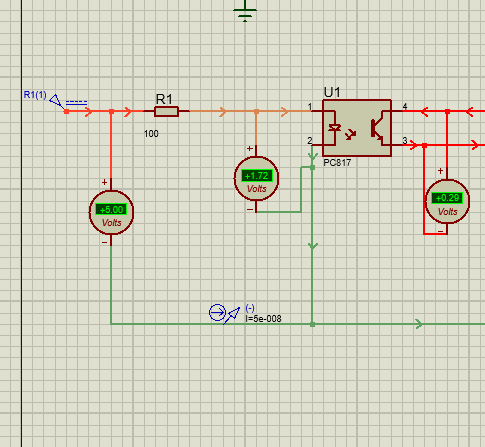 R1(1)
R1
100
U1
1
2
4
3
PC817
+
+5.00
Volts
-
+
+1.72
Volts
-
+
+0.29
Volts
-
(-)
I=5e-008